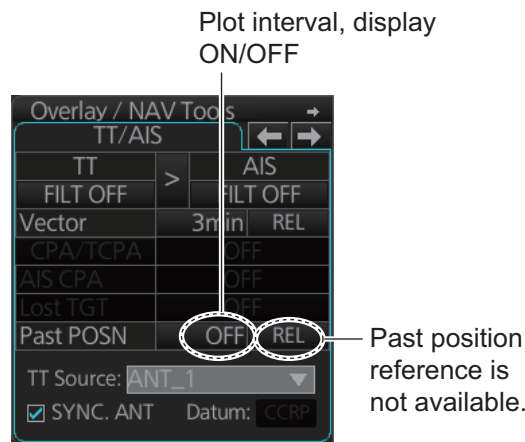 Plot interval, display
ON/OFF
Overlay / NAV Tools
TT/AIS
TT > AIS
FILT OFF FILT OFF
Vector 3min REL
CPA/TCPA OFF
AIS CPA OFF
Lost TGT OFF
Past POSN OFF REL
Past position
reference is
not available.
TT Source: ANT_1
SYNC. ANT Datum: CCRP